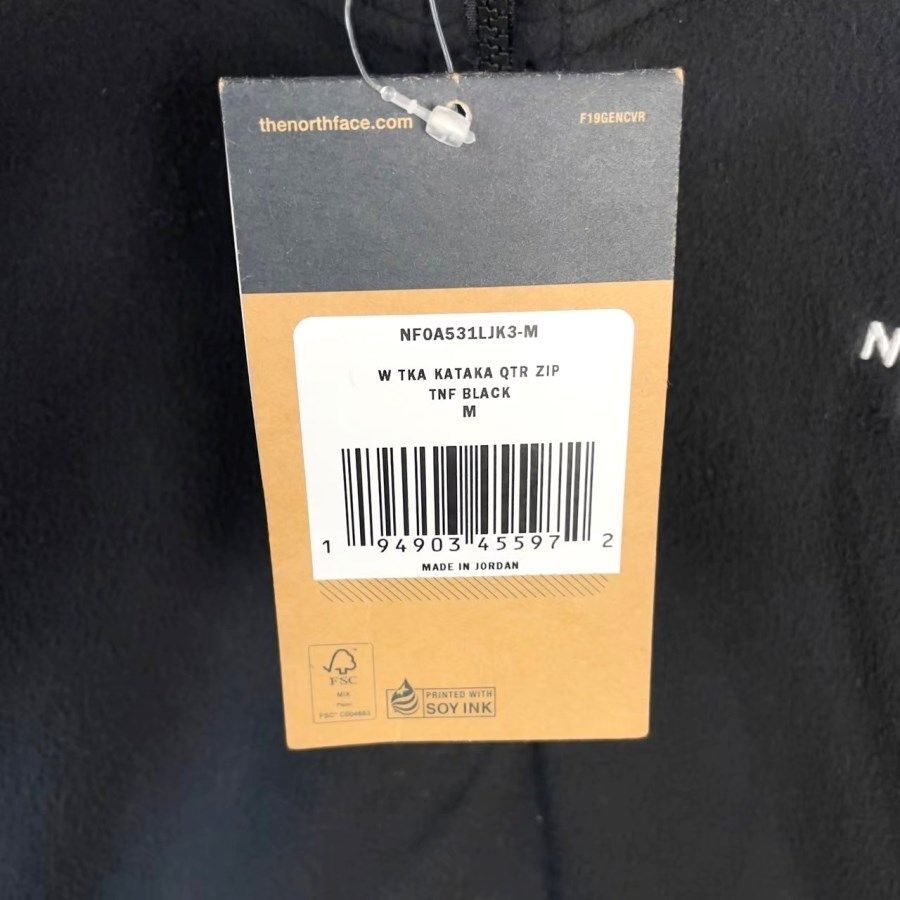 thenorthface.com
F19GENCVR
NF0A531LJK3-M
W TKA KATAKA QTR ZIP
TNF BLACK
M
1 94903 45597 2
MADE IN JORDAN
FSC
MIX
Paper
PRINTED WITH
SOY INK
N